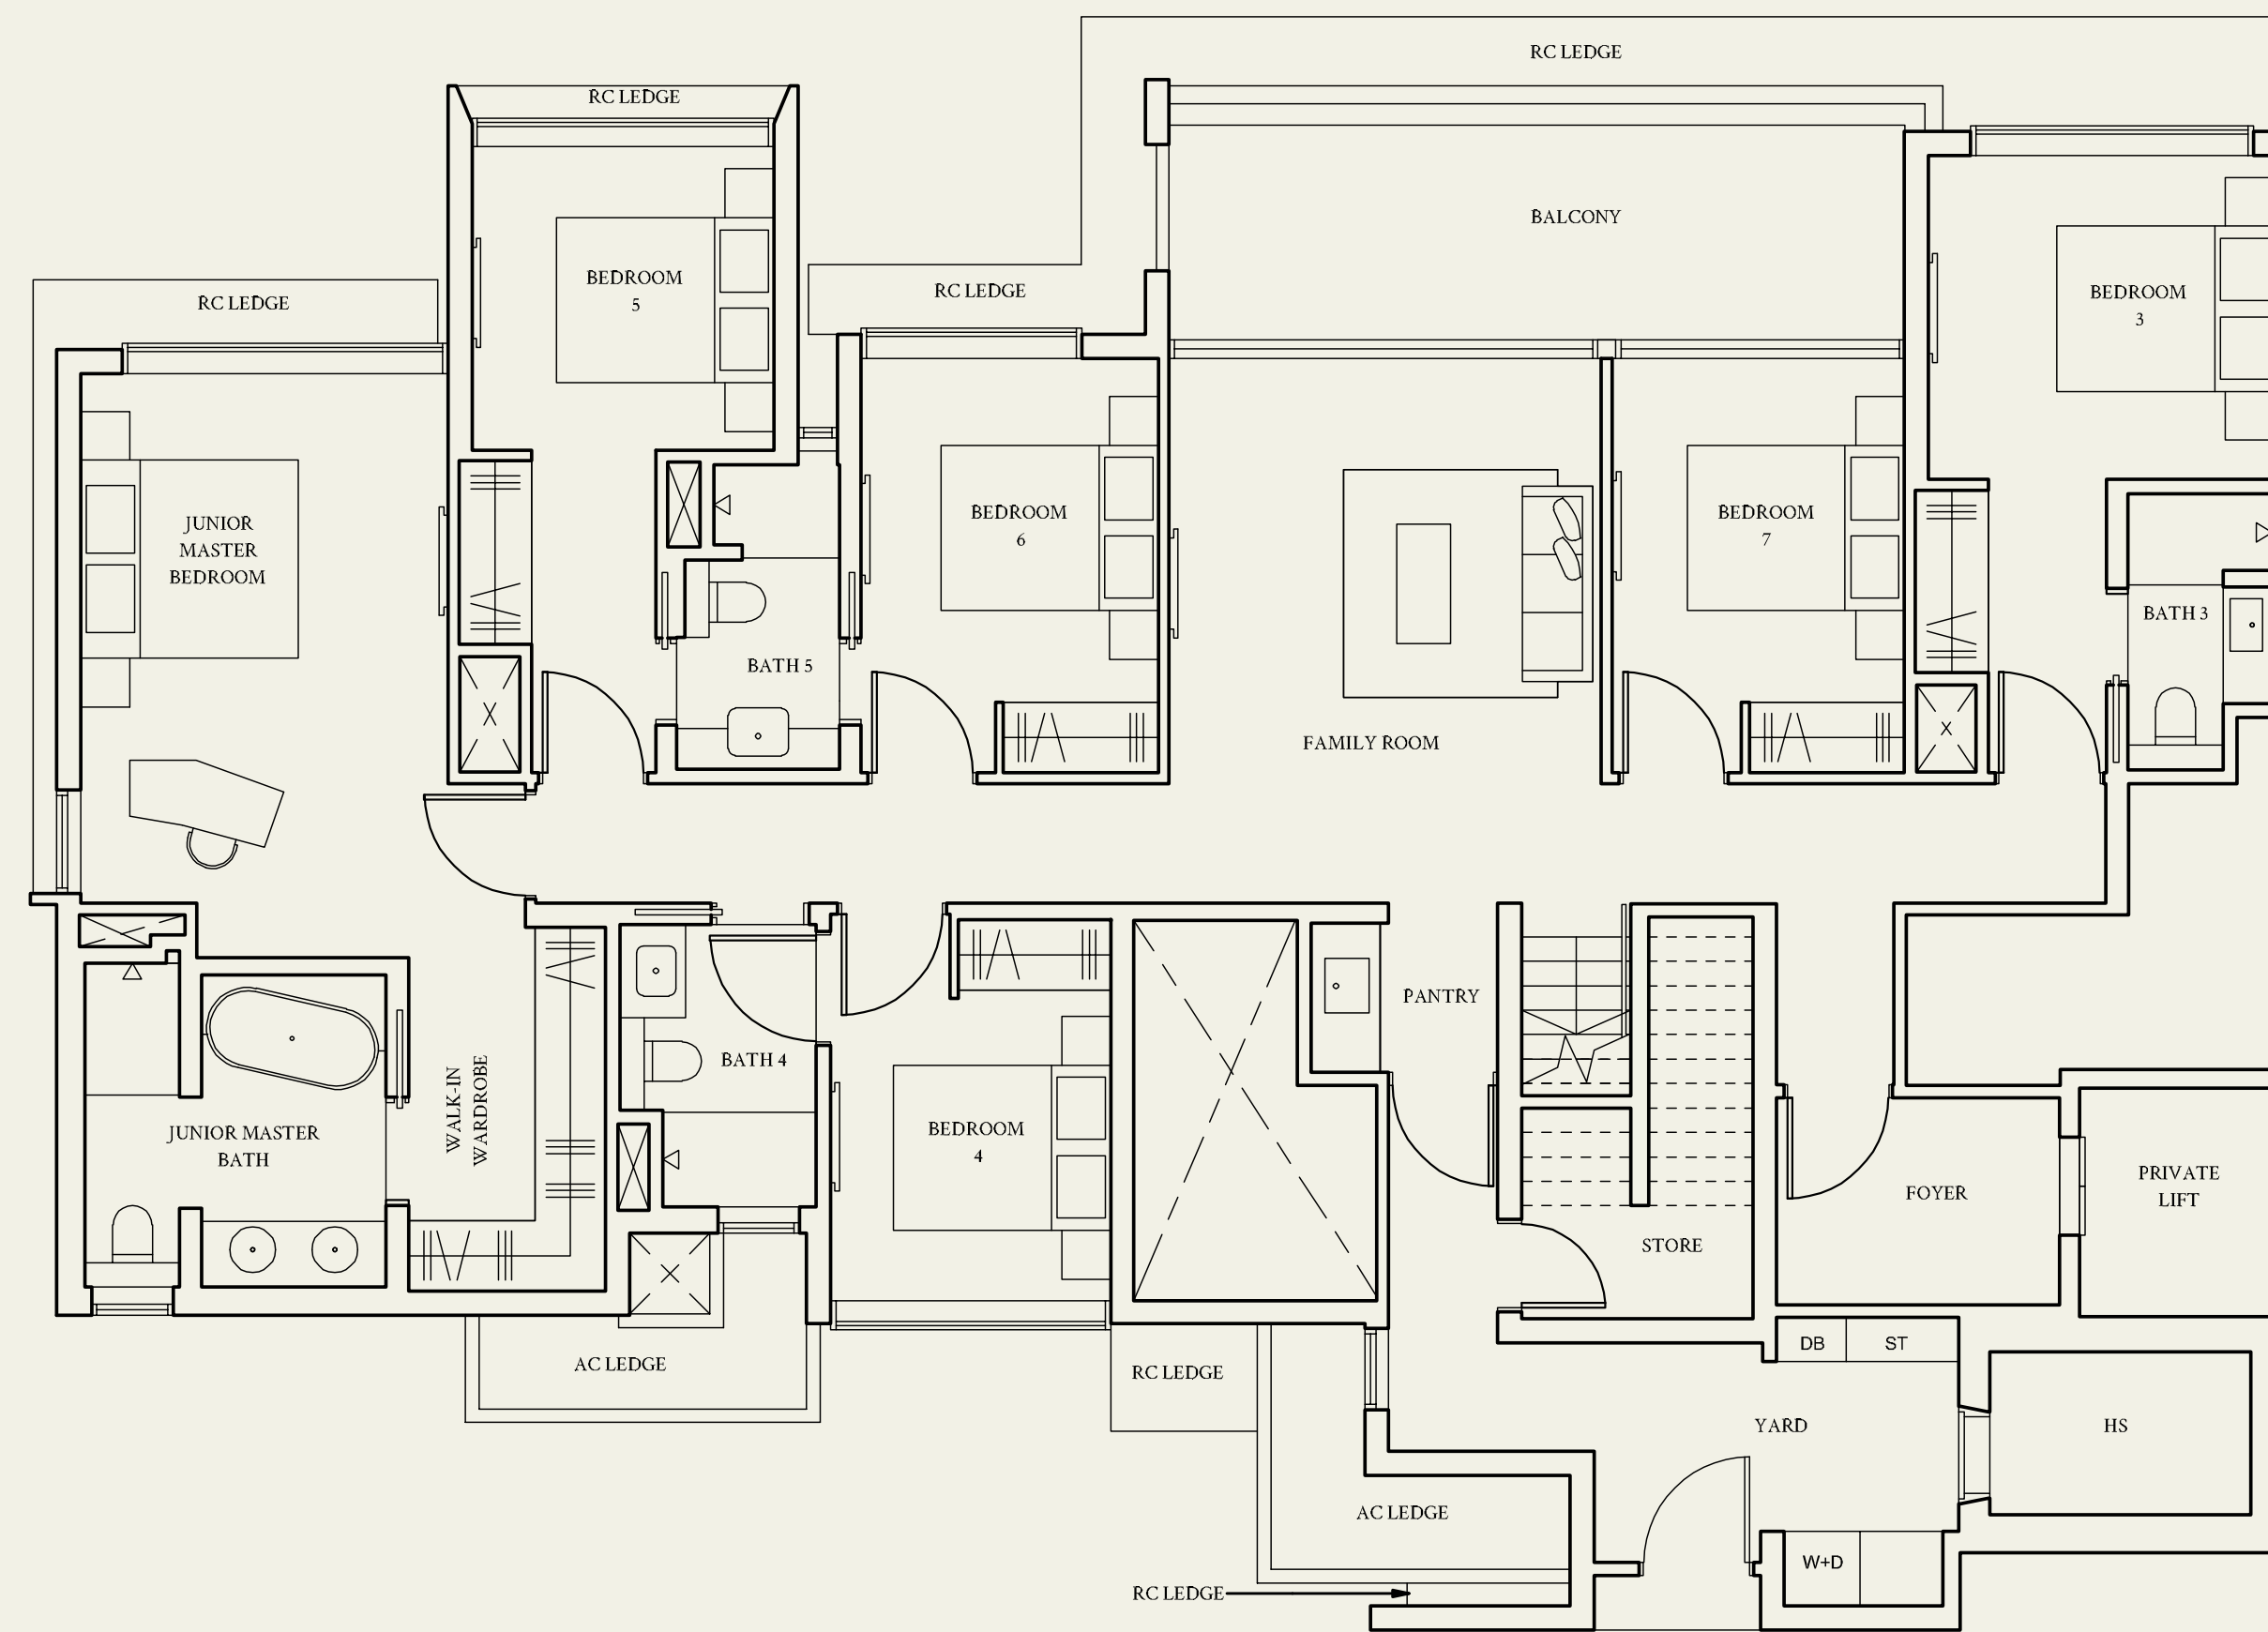 RC LEDGE
RC LEDGE
BALCONY
BEDROOM
5
RC LEDGE
RC LEDGE
BEDROOM
3
JUNIOR
MASTER
BEDROOM
BEDROOM
6
BEDROOM
7
BATH 3
BATH 5
FAMILY ROOM
PANTRY
BATH 4
WALK-IN
WARDROBE
JUNIOR MASTER
BATH
BEDROOM
4
FOYER
PRIVATE
LIFT
STORE
DB
ST
AC LEDGE
RC LEDGE
YARD
HS
AC LEDGE
W+D
RC LEDGE